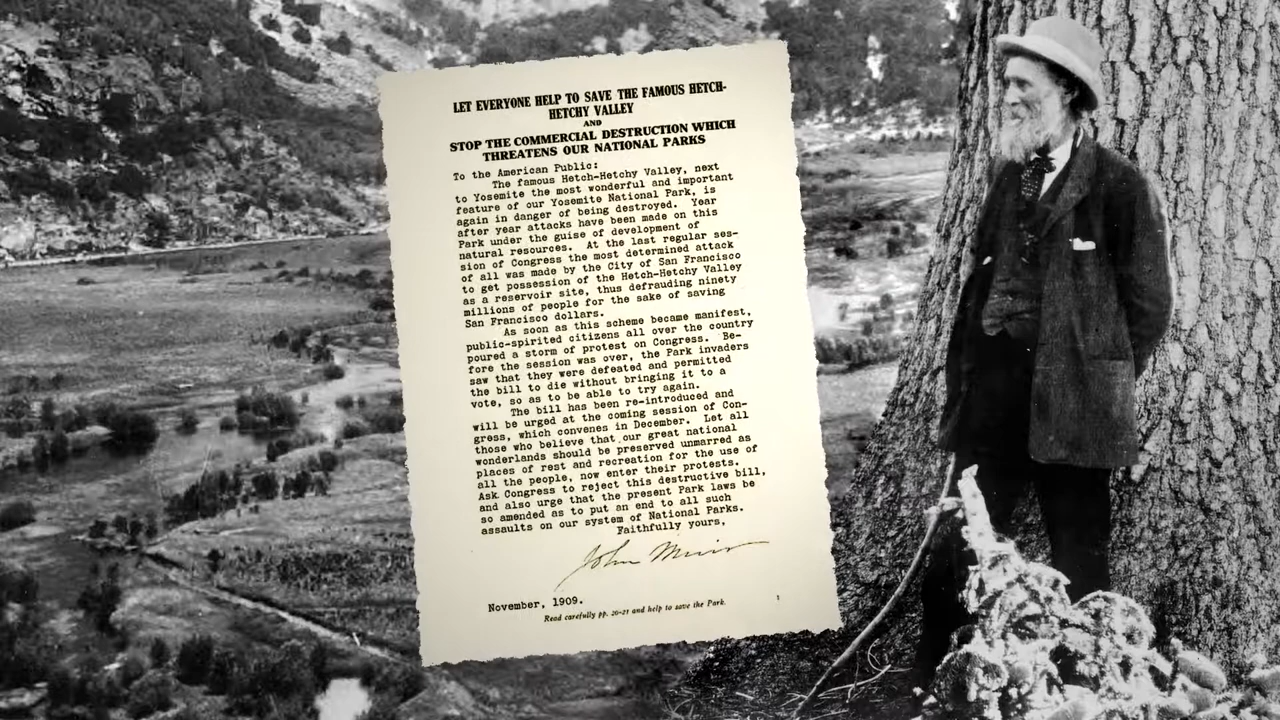 LET EVERYONE HELP TO SAVE THE FAMOUS HETCH-
HETCHY VALLEY
AND
STOP THE COMMERCIAL DESTRUCTION WHICH
THREATENS OUR NATIONAL PARKS
To the American Public:
The famous Hetch-Hetchy Valley, next
to Yosemite the most wonderful and important
feature of our Yosemite National Park, is
again in danger of being destroyed. Year
after year attacks have been made on this
Park under the guise of development of
natural resources. At the last regular ses-
sion of Congress the most determined attack
of all was made by the City of San Francisco
to get possession of the Hetch-Hetchy Valley
as a reservoir site, thus defrauding ninety
millions of people for the sake of saving
San Francisco dollars.
As soon as this scheme became manifest,
public-spirited citizens all over the country
poured a storm of protest on Congress. Be-
fore the session was over, the Park invaders
saw that they were defeated and permitted
the bill to die without bringing it to a
vote, so as to be able to try again.
The bill has been re-introduced and
will be urged at the coming session of Con-
gress, which convenes in December. Let all
those who believe that our great national
wonderlands should be preserved unmarred as
places of rest and recreation for the use of
all the people, now enter their protests.
Ask Congress to reject this destructive bill,
and also urge that the present Park laws be
so amended as to put an end to all such
assaults on our system of National Parks.
Faithfully yours,
John Muir
November, 1909.
Read carefully pp. 20-21 and help to save the Park.
1